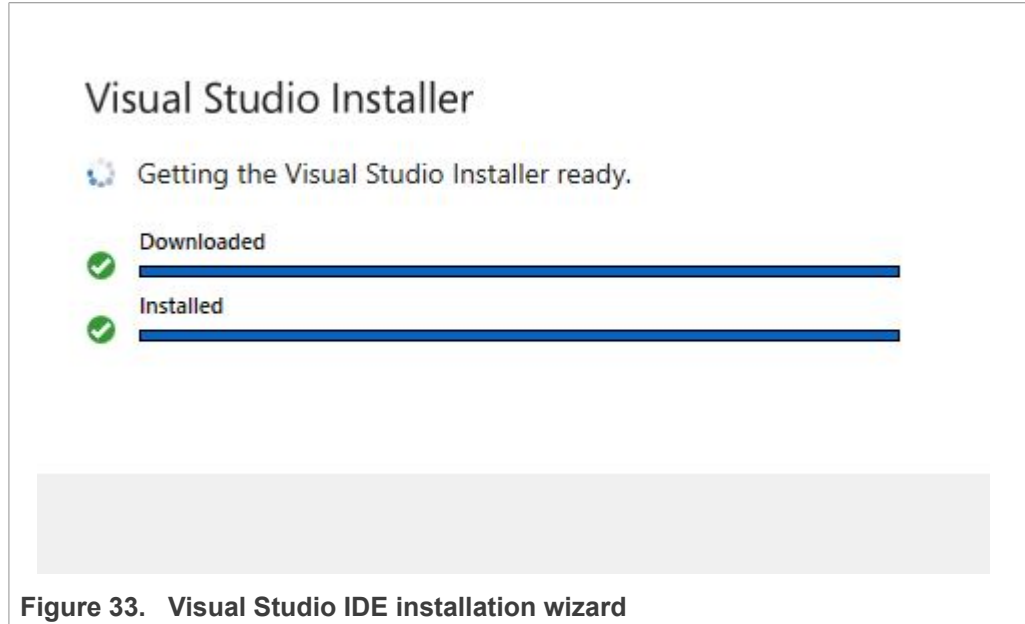 Visual Studio Installer
Getting the Visual Studio Installer ready.
Downloaded
Installed
Figure 33. Visual Studio IDE installation wizard